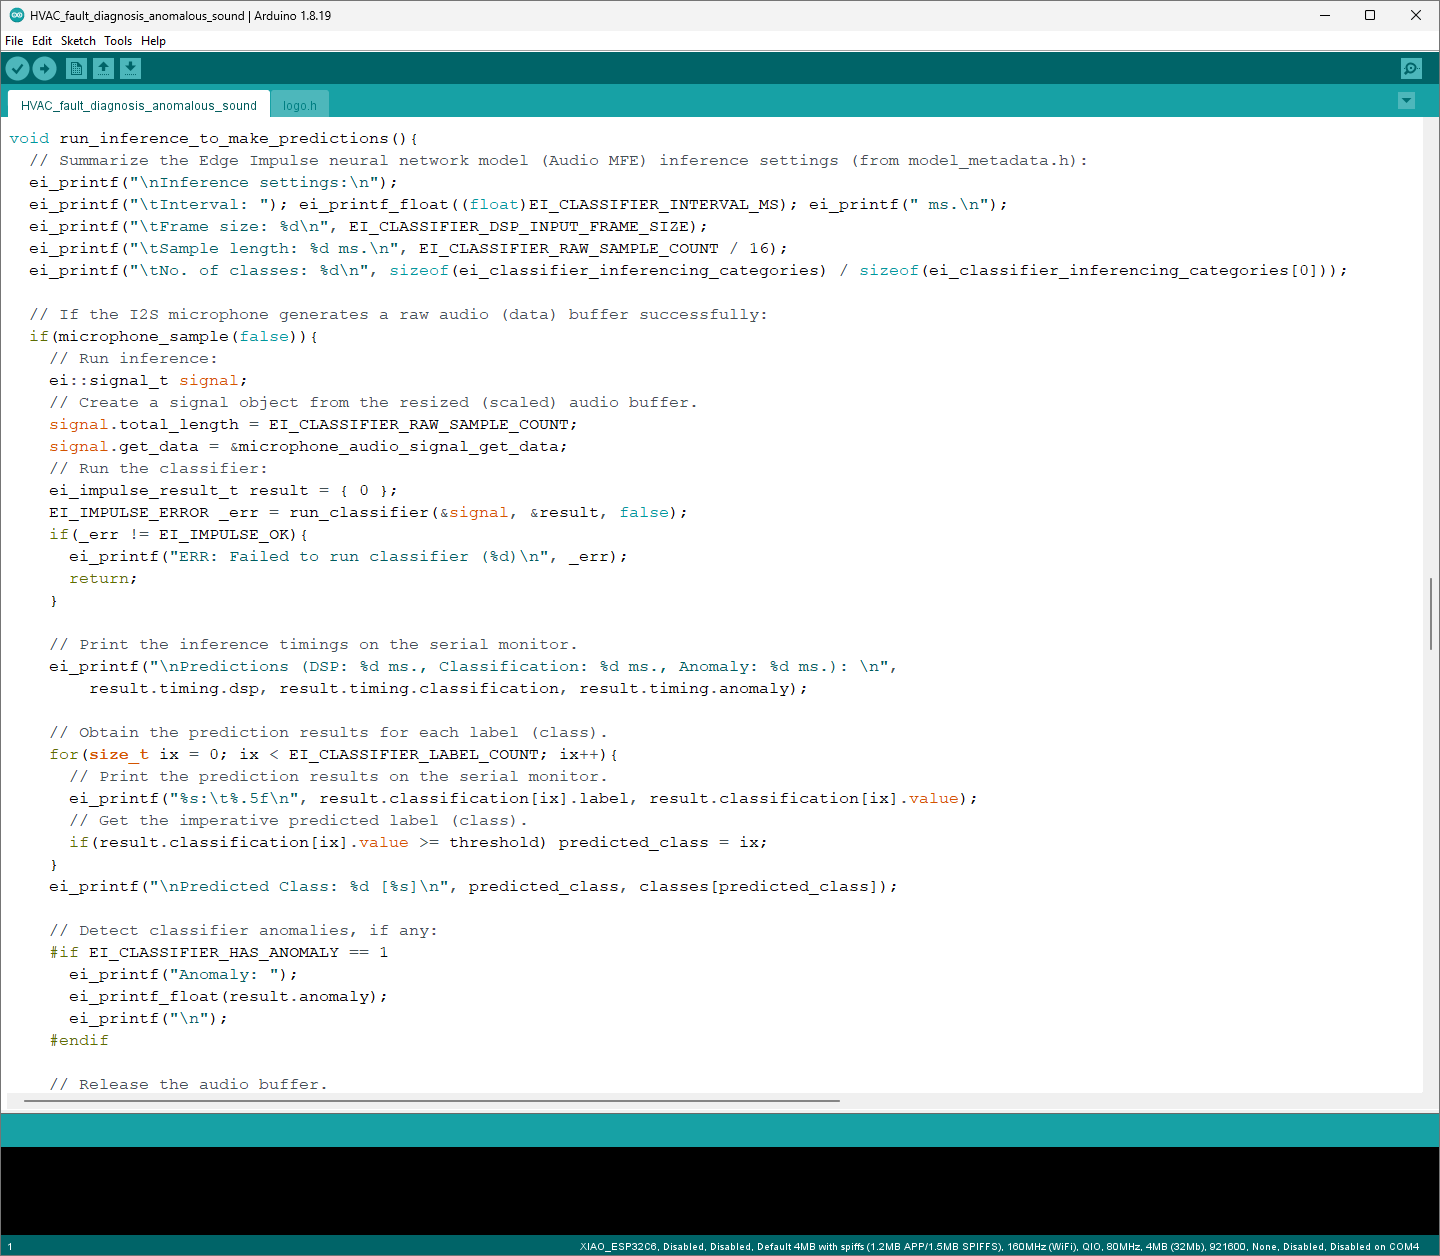 HVAC_fault_diagnosis_anomalous_sound | Arduino 1.8.19
File Edit Sketch Tools Help
HVAC_fault_diagnosis_anomalous_sound logo.h
void run_inference_to_make_predictions(){
  // Summarize the Edge Impulse neural network model (Audio MFE) inference settings (from model_metadata.h):
  ei_printf("\nInference settings:\n");
  ei_printf("\tInterval: "); ei_printf_float((float)EI_CLASSIFIER_INTERVAL_MS); ei_printf(" ms.\n");
  ei_printf("\tFrame size: %d\n", EI_CLASSIFIER_DSP_INPUT_FRAME_SIZE);
  ei_printf("\tSample length: %d ms.\n", EI_CLASSIFIER_RAW_SAMPLE_COUNT / 16);
  ei_printf("\tNo. of classes: %d\n", sizeof(ei_classifier_inferencing_categories) / sizeof(ei_classifier_inferencing_categories[0]));
  // If the I2S microphone generates a raw audio (data) buffer successfully:
  if(microphone_sample(false)){
    // Run inference:
    ei::signal_t signal;
    // Create a signal object from the resized (scaled) audio buffer.
    signal.total_length = EI_CLASSIFIER_RAW_SAMPLE_COUNT;
    signal.get_data = &microphone_audio_signal_get_data;
    // Run the classifier:
    ei_impulse_result_t result = { 0 };
    EI_IMPULSE_ERROR _err = run_classifier(&signal, &result, false);
    if(_err != EI_IMPULSE_OK){
      ei_printf("ERR: Failed to run classifier (%d)\n", _err);
      return;
    }
    // Print the inference timings on the serial monitor.
    ei_printf("\nPredictions (DSP: %d ms., Classification: %d ms., Anomaly: %d ms.): \n",
        result.timing.dsp, result.timing.classification, result.timing.anomaly);
    // Obtain the prediction results for each label (class).
    for(size_t ix = 0; ix < EI_CLASSIFIER_LABEL_COUNT; ix++){
      // Print the prediction results on the serial monitor.
      ei_printf("%s:\t%.5f\n", result.classification[ix].label, result.classification[ix].value);
      // Get the imperative predicted label (class).
      if(result.classification[ix].value >= threshold) predicted_class = ix;
    }
    ei_printf("\nPredicted Class: %d [%s]\n", predicted_class, classes[predicted_class]);
    // Detect classifier anomalies, if any:
    #if EI_CLASSIFIER_HAS_ANOMALY == 1
      ei_printf("Anomaly: ");
      ei_printf_float(result.anomaly);
      ei_printf("\n");
    #endif
    // Release the audio buffer.
1 XIAO_ESP32C6, Disabled, Disabled, Default 4MB with spiffs (1.2MB APP/1.5MB SPIFFS), 160MHz (WiFi), QIO, 80MHz, 4MB (32Mb), 921600, None, Disabled, Disabled on COM4